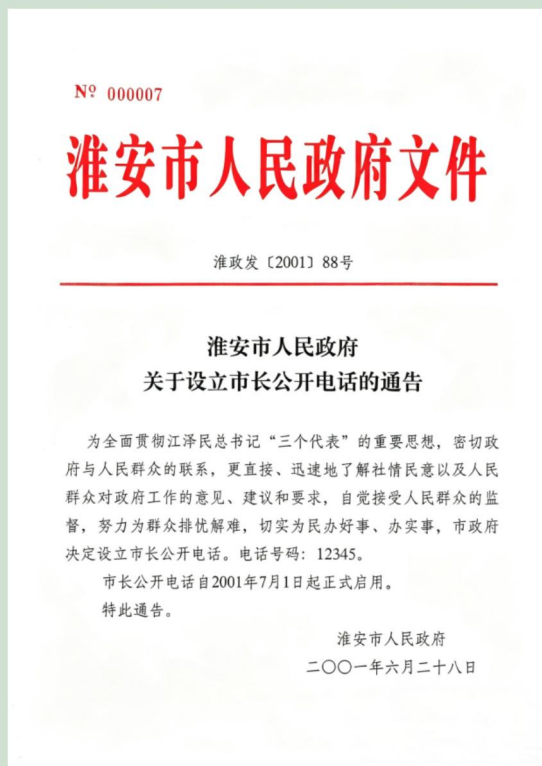 Nº 000007
淮安市人民政府文件
淮政发〔2001〕88号
淮安市人民政府
关于设立市长公开电话的通告
为全面贯彻江泽民总书记“三个代表”的重要思想，密切政
府与人民群众的联系，更直接、迅速地了解社情民意以及人民
群众对政府工作的意见、建议和要求，自觉接受人民群众的监
督，努力为群众排忧解难，切实为民办好事、办实事，市政府
决定设立市长公开电话。电话号码：12345。
市长公开电话自2001年7月1日起正式启用。
特此通告。
淮安市人民政府
二〇〇一年六月二十八日